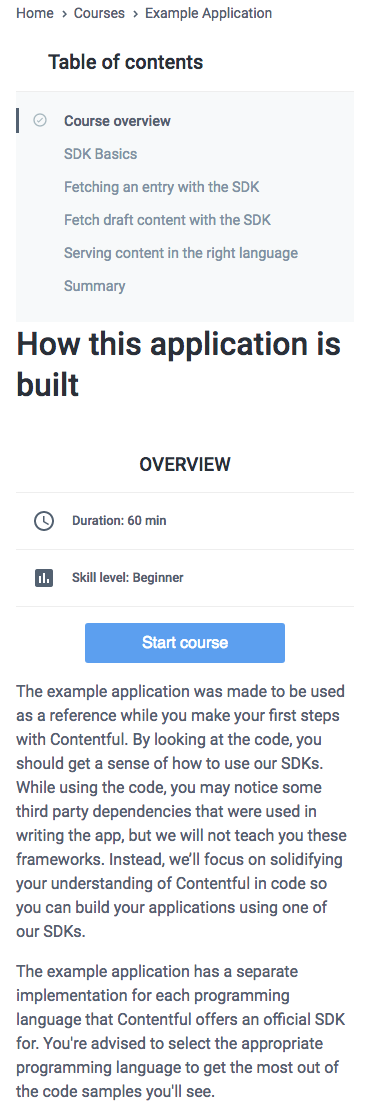 Home > Courses > Example Application
Table of contents
Course overview
SDK Basics
Fetching an entry with the SDK
Fetch draft content with the SDK
Serving content in the right language
Summary
How this application is
built
OVERVIEW
Duration: 60 min
Skill level: Beginner
Start course
The example application was made to be used
as a reference while you make your first steps
with Contentful. By looking at the code, you
should get a sense of how to use our SDKs.
While using the code, you may notice some
third party dependencies that were used in
writing the app, but we will not teach you these
frameworks. Instead, we’ll focus on solidifying
your understanding of Contentful in code so
you can build your applications using one of
our SDKs.
The example application has a separate
implementation for each programming
language that Contentful offers an official SDK
for. You're advised to select the appropriate
programming language to get the most out of
the code samples you'll see.